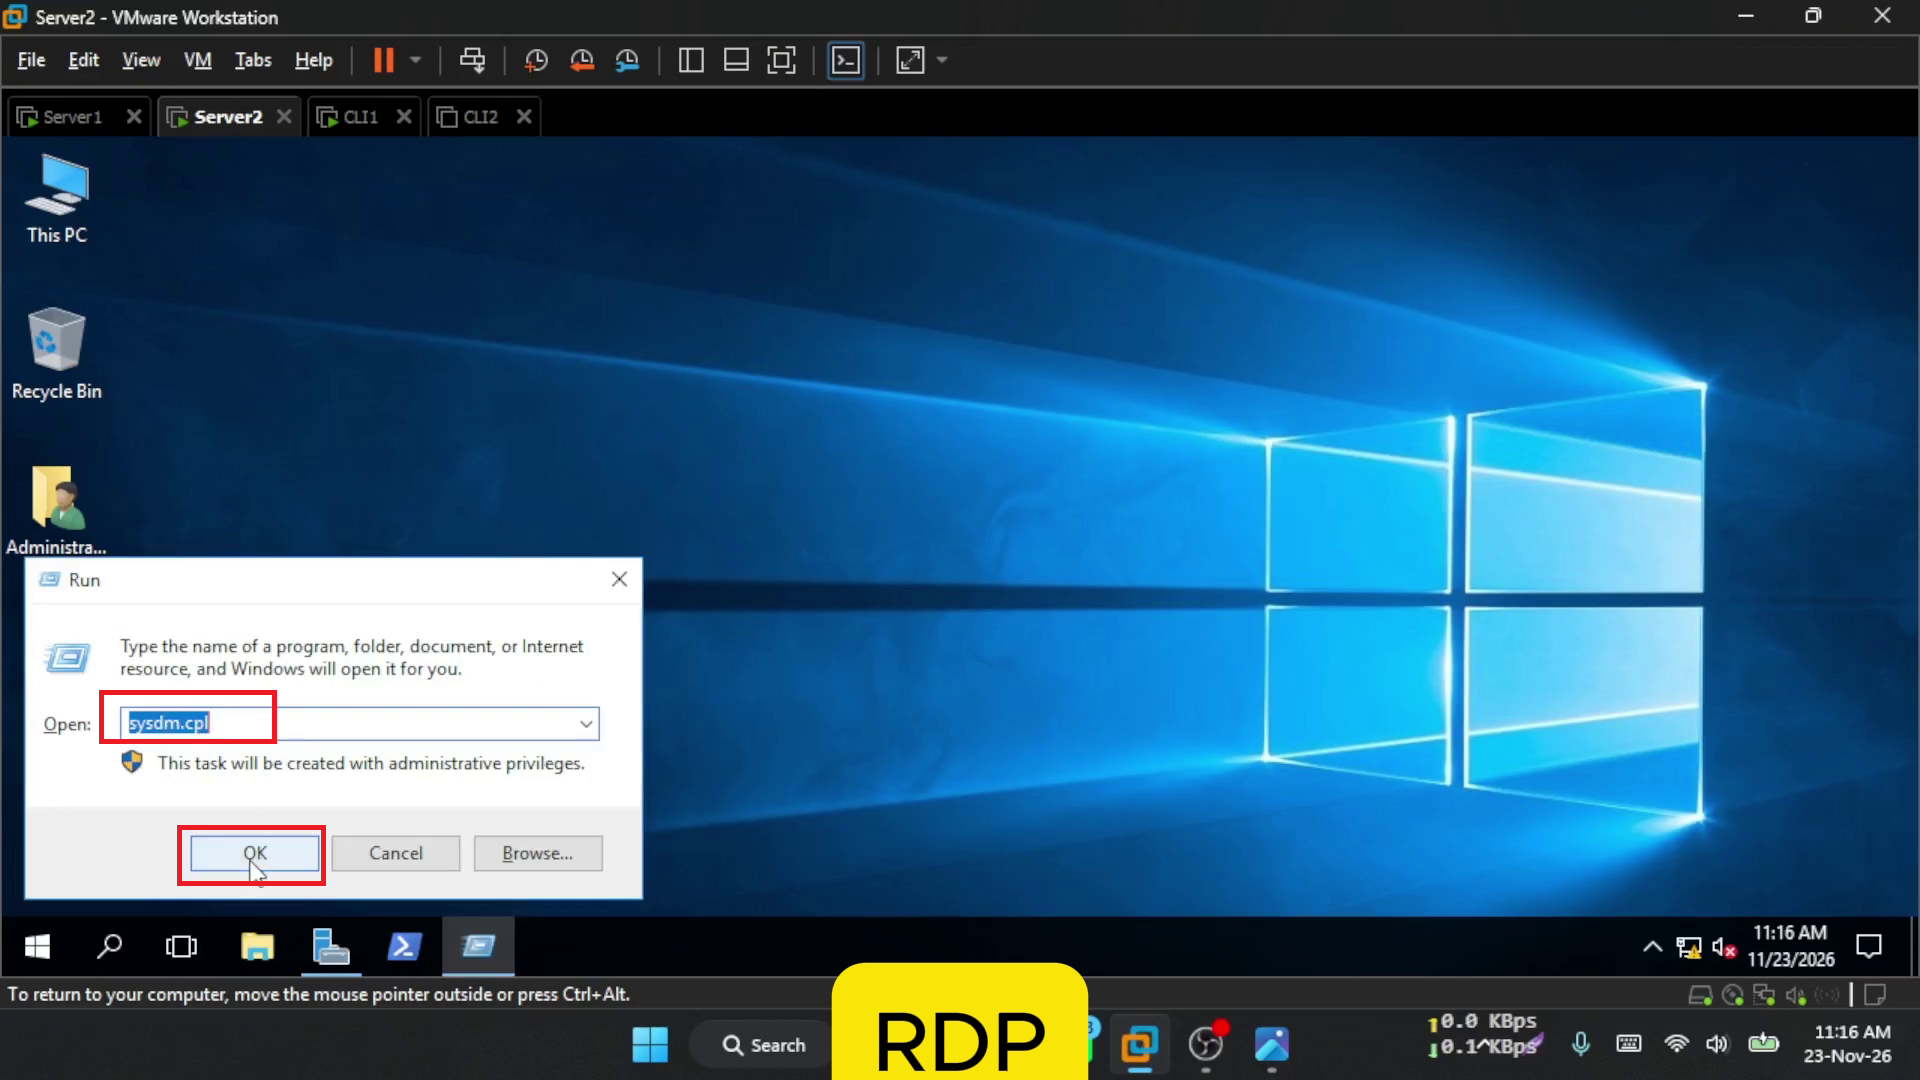 Server2 - VMware Workstation
File Edit View VM Tabs Help
Server1 Server2 CLI1 CLI2
This PC
Recycle Bin
Administra...
Run
Type the name of a program, folder, document, or Internet
resource, and Windows will open it for you.
Open: sysdm.cpl
This task will be created with administrative privileges.
OK Cancel Browse...
11:16 AM
11/23/2026
To return to your computer, move the mouse pointer outside or press Ctrl+Alt.
Search
RDP
0.0 KBps
0.1 KBps
11:16 AM
23-Nov-26